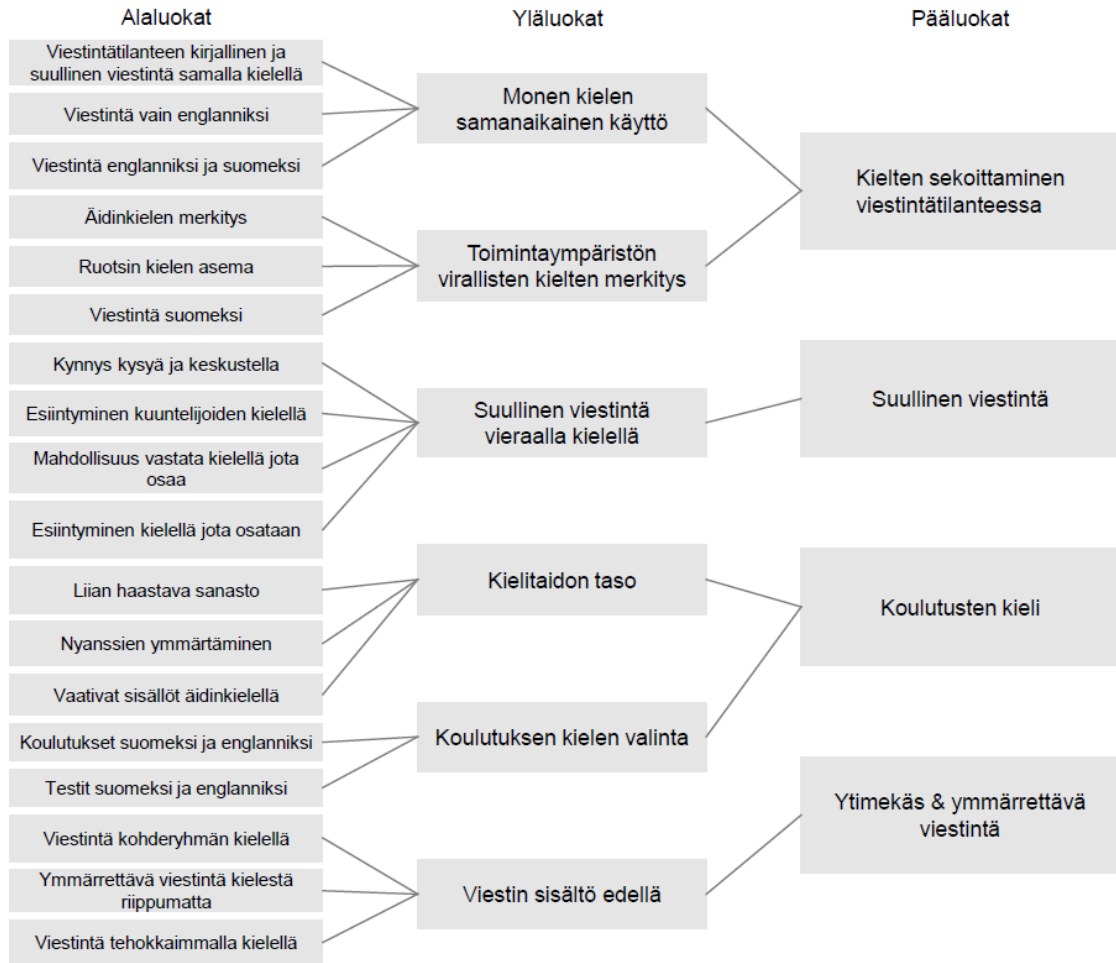 Alaluokat
Yläluokat
Pääluokat
Viestintätilanteen kirjallinen ja
suullinen viestintä samalla kielellä
Viestintä vain englanniksi
Viestintä englanniksi ja suomeksi
Äidinkielen merkitys
Ruotsin kielen asema
Viestintä suomeksi
Kynnys kysyä ja keskustella
Esiintyminen kuuntelijoiden kielellä
Mahdollisuus vastata kielellä jota
osaa
Esiintyminen kielellä jota osataan
Liian haastava sanasto
Nyanssien ymmärtäminen
Vaativat sisällöt äidinkielellä
Koulutukset suomeksi ja englanniksi
Testit suomeksi ja englanniksi
Viestintä kohderyhmän kielellä
Ymmärrettävä viestintä kielestä
riippumatta
Viestintä tehokkaimmalla kielellä
Monen kielen
samanaikainen käyttö
Toimintaympäristön
virallisten kielten merkitys
Suullinen viestintä
vieraalla kielellä
Kielitaidon taso
Koulutuksen kielen valinta
Viestin sisältö edellä
Kielten sekoittaminen
viestintätilanteessa
Suullinen viestintä
Koulutusten kieli
Ytimekäs & ymmärrettävä
viestintä